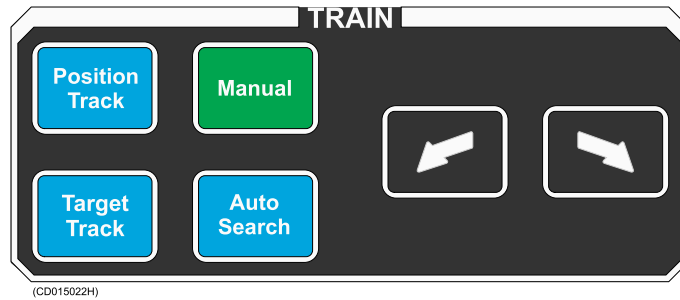 TRAIN
Position
Track
Manual
Target
Track
Auto
Search
(CD015022H)